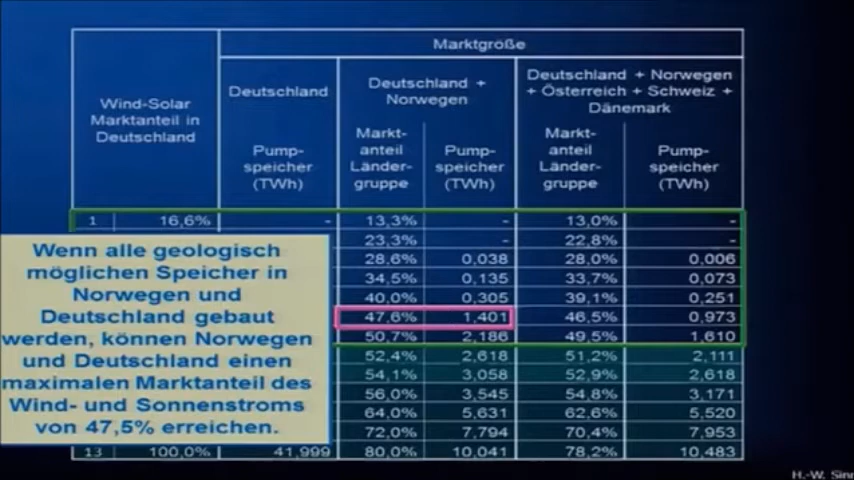 Marktgröße
Wind-Solar Marktanteil in Deutschland
Deutschland
Deutschland + Norwegen
Deutschland + Norwegen + Österreich + Schweiz + Dänemark
Pump-speicher (TWh)
Markt-anteil Länder-gruppe
Pump-speicher (TWh)
Markt-anteil Länder-gruppe
Pump-speicher (TWh)
1 16,6% - 13,3% - 13,0% -
23,3% - 22,8% -
28,6% 0,038 28,0% 0,006
34,5% 0,135 33,7% 0,073
40,0% 0,305 39,1% 0,251
47,6% 1,401 46,5% 0,973
50,7% 2,186 49,5% 1,610
52,4% 2,618 51,2% 2,111
54,1% 3,058 52,9% 2,618
56,0% 3,545 54,8% 3,171
64,0% 5,631 62,6% 5,520
72,0% 7,794 70,4% 7,953
13 100,0% 41,999 80,0% 10,041 78,2% 10,483
Wenn alle geologisch
möglichen Speicher in
Norwegen und
Deutschland gebaut
werden, können Norwegen
und Deutschland einen
maximalen Marktanteil des
Wind- und Sonnenstroms
von 47,5% erreichen.
H.-W. Sinn